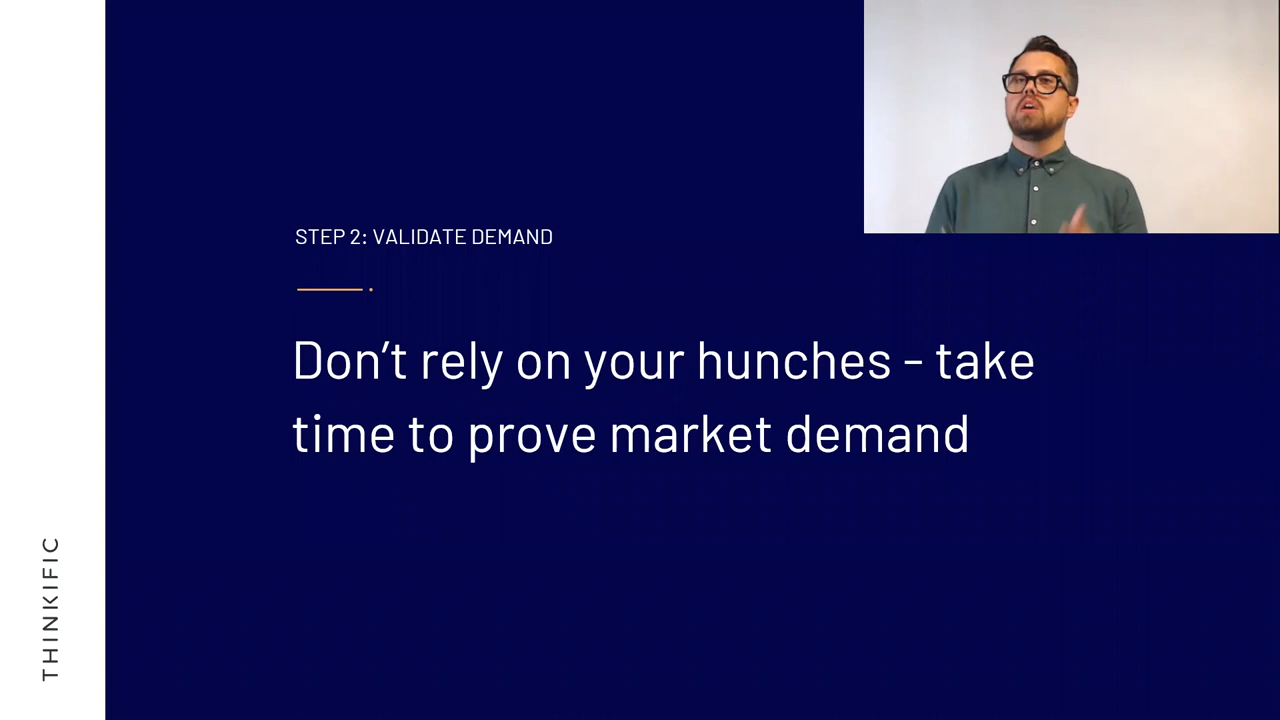 STEP 2: VALIDATE DEMAND
Don’t rely on your hunches - take
time to prove market demand
THINKIFIC